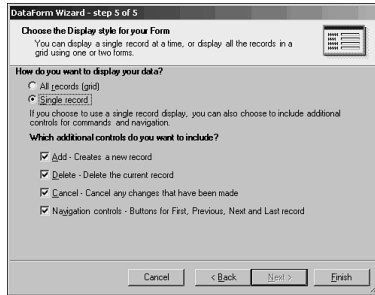 DataForm Wizard - step 5 of 5
Choose the Display style for your Form
You can display a single record at a time, or display all the records in a
grid using one or two forms.
How do you want to display your data?
All records (grid)
Single record
If you choose to use a single record display, you can also choose to include additional
controls for commands and navigation.
Which additional controls do you want to include?
Add - Creates a new record
Delete - Delete the current record
Cancel - Cancel any changes that have been made
Navigation controls - Buttons for First, Previous, Next and Last record
Cancel
< Back
Next >
Finish